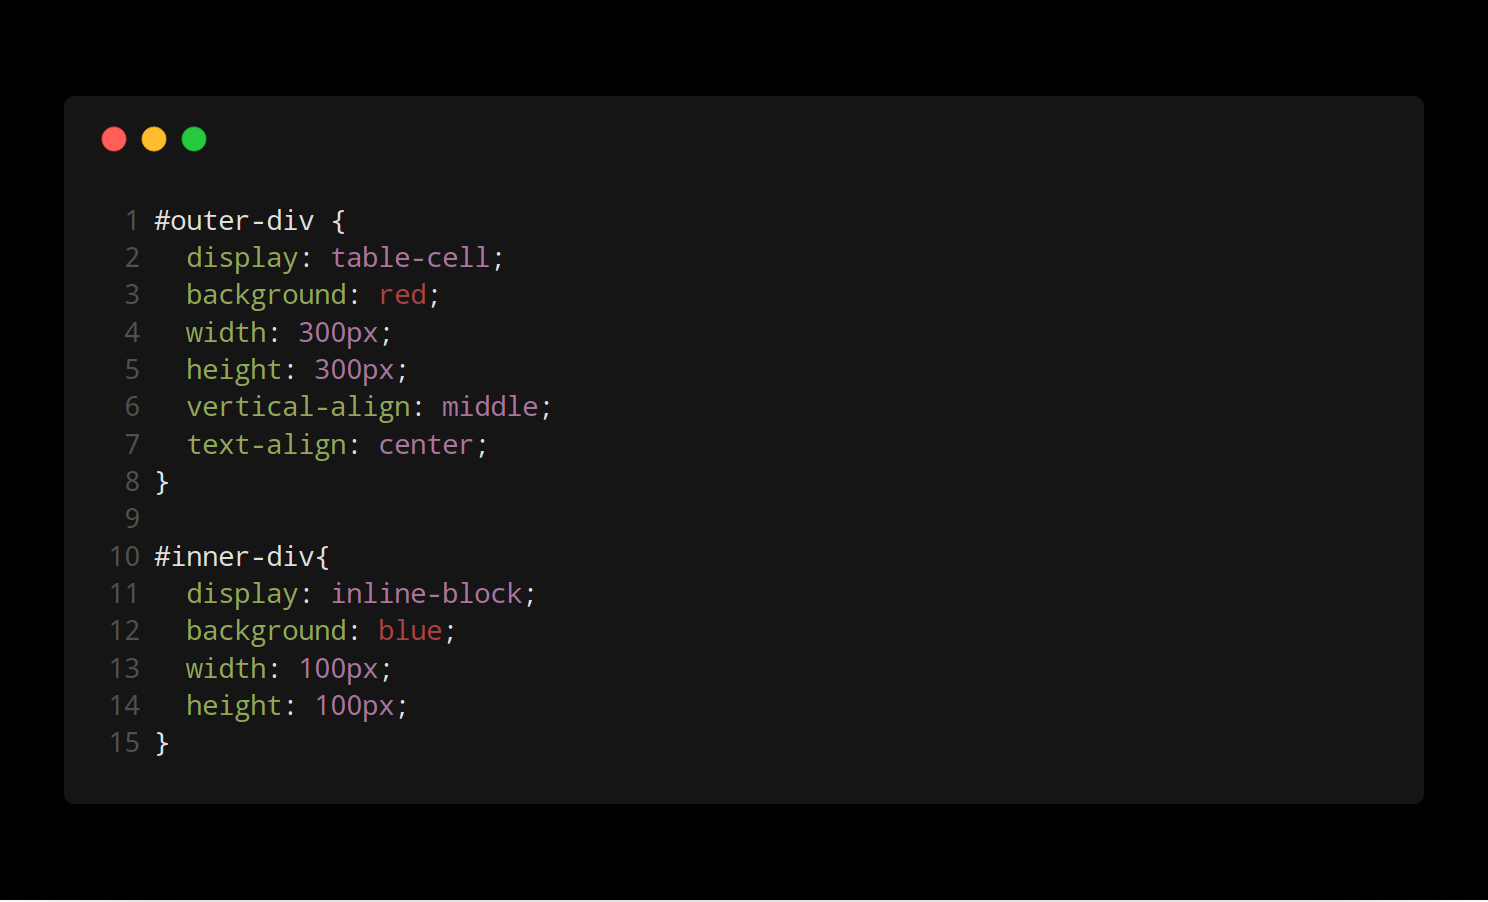 1 #outer-div {
2   display: table-cell;
3   background: red;
4   width: 300px;
5   height: 300px;
6   vertical-align: middle;
7   text-align: center;
8 }
9
10 #inner-div{
11   display: inline-block;
12   background: blue;
13   width: 100px;
14   height: 100px;
15 }